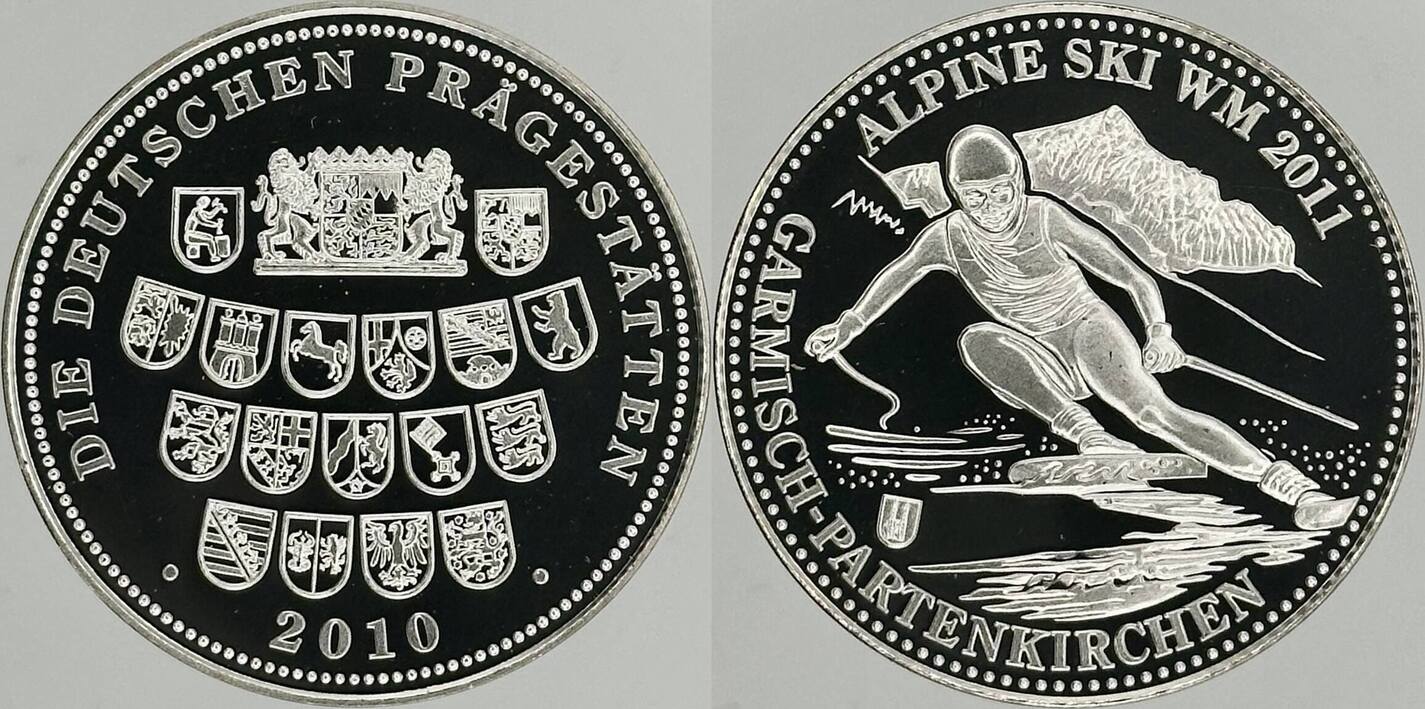 DIE DEUTSCHEN PRÄGESTÄTTEN
2010
ALPINE SKI WM 2011
GARMISCH-PARTENKIRCHEN